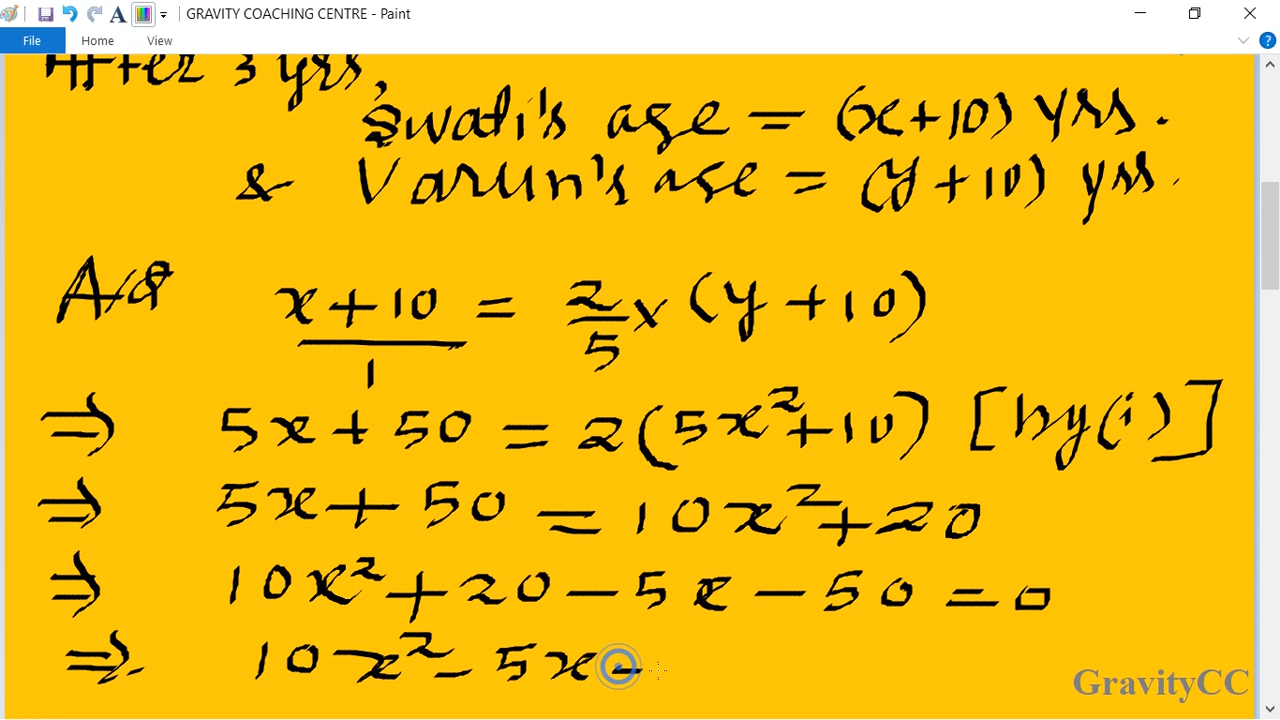 GRAVITY COACHING CENTRE - Paint
File Home View
After 3 yrs,
Swati's age = (x+10) yrs.
& Varun's age = (y+10) yrs.
A/Q x+10/1 = 2/5 x (y+10)
⇒ 5x+50 = 2(5x²+10) [by(i)]
⇒ 5x+50 = 10x²+20
⇒ 10x²+20-5x-50=0
⇒ 10x²-5x-
GravityCC